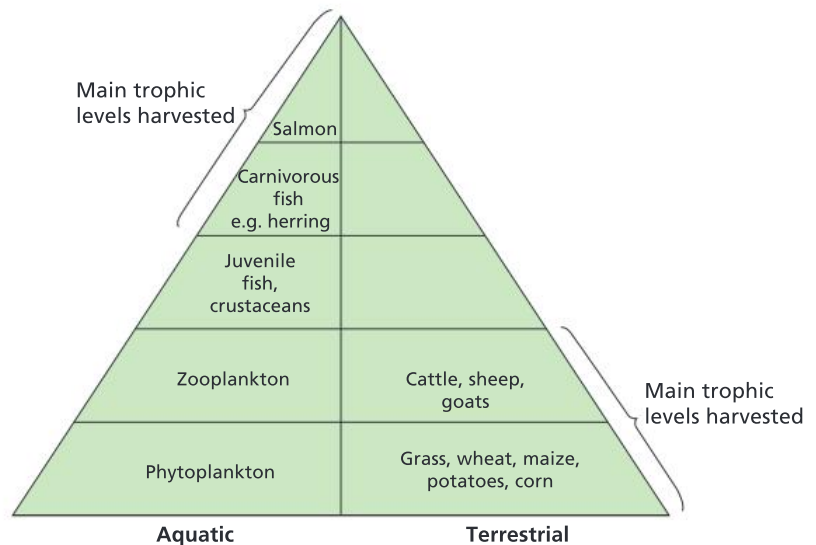 Main trophic
levels harvested
Salmon
Carnivorous
fish
e.g. herring
Juvenile
fish,
crustaceans
Zooplankton
Cattle, sheep,
goats
Main trophic
levels harvested
Phytoplankton
Grass, wheat, maize,
potatoes, corn
Aquatic
Terrestrial